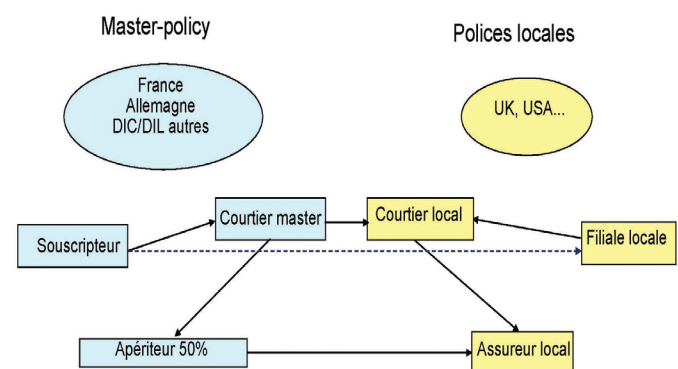 Master-policy
Polices locales
France
Allemagne
DIC/DIL autres
UK, USA...
Courtier master
Courtier local
Souscripteur
Filiale locale
Apériteur 50%
Assureur local